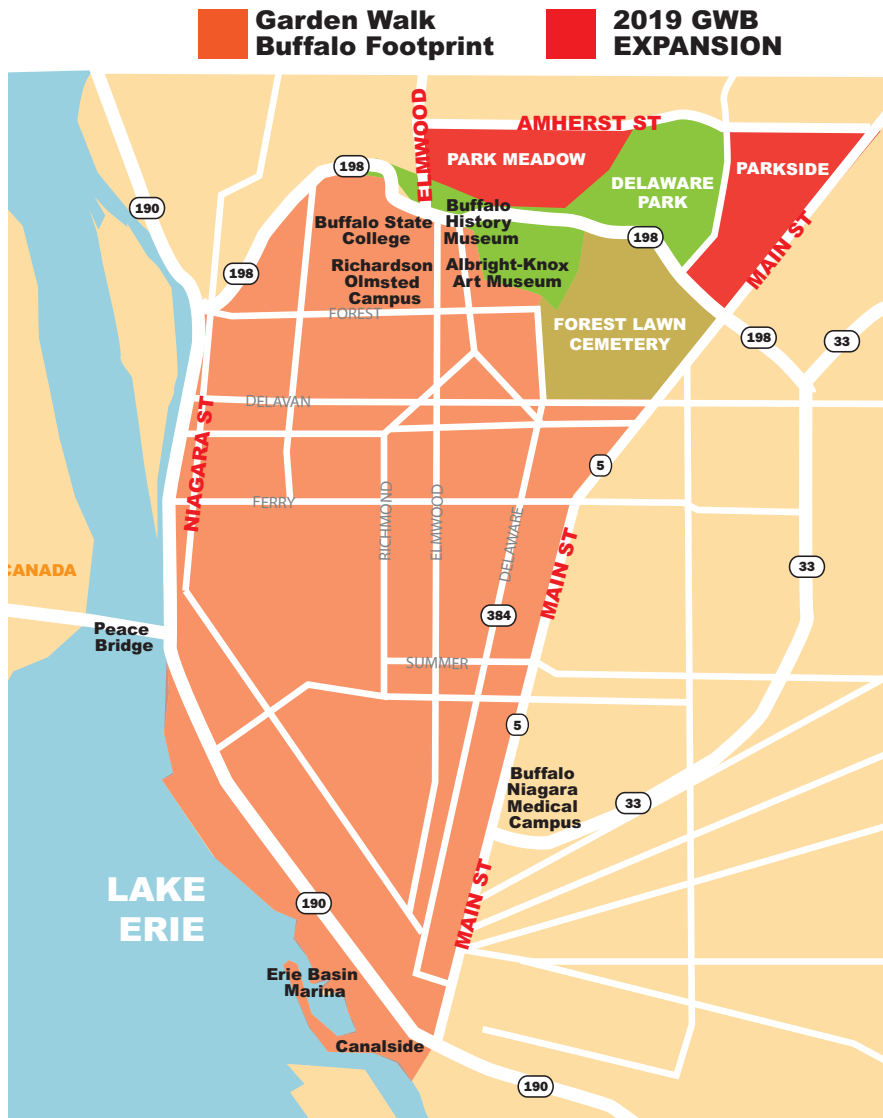 Garden Walk
Buffalo Footprint
2019 GWB
EXPANSION
ELMWOOD
AMHERST ST
PARK MEADOW
PARKSIDE
DELAWARE
PARK
198
190
Buffalo State
College
Buffalo
History
Museum
198
MAIN ST
198
Richardson
Olmsted
Campus
Albright-Knox
Art Museum
FOREST
FOREST LAWN
CEMETERY
198
33
DELAVAN
NIAGARA ST
5
FERRY
RICHMOND
ELMWOOD
DELAWARE
MAIN ST
CANADA
33
384
Peace
Bridge
SUMMER
5
Buffalo
Niagara
Medical
Campus
33
LAKE
ERIE
190
MAIN ST
Erie Basin
Marina
Canalside
190